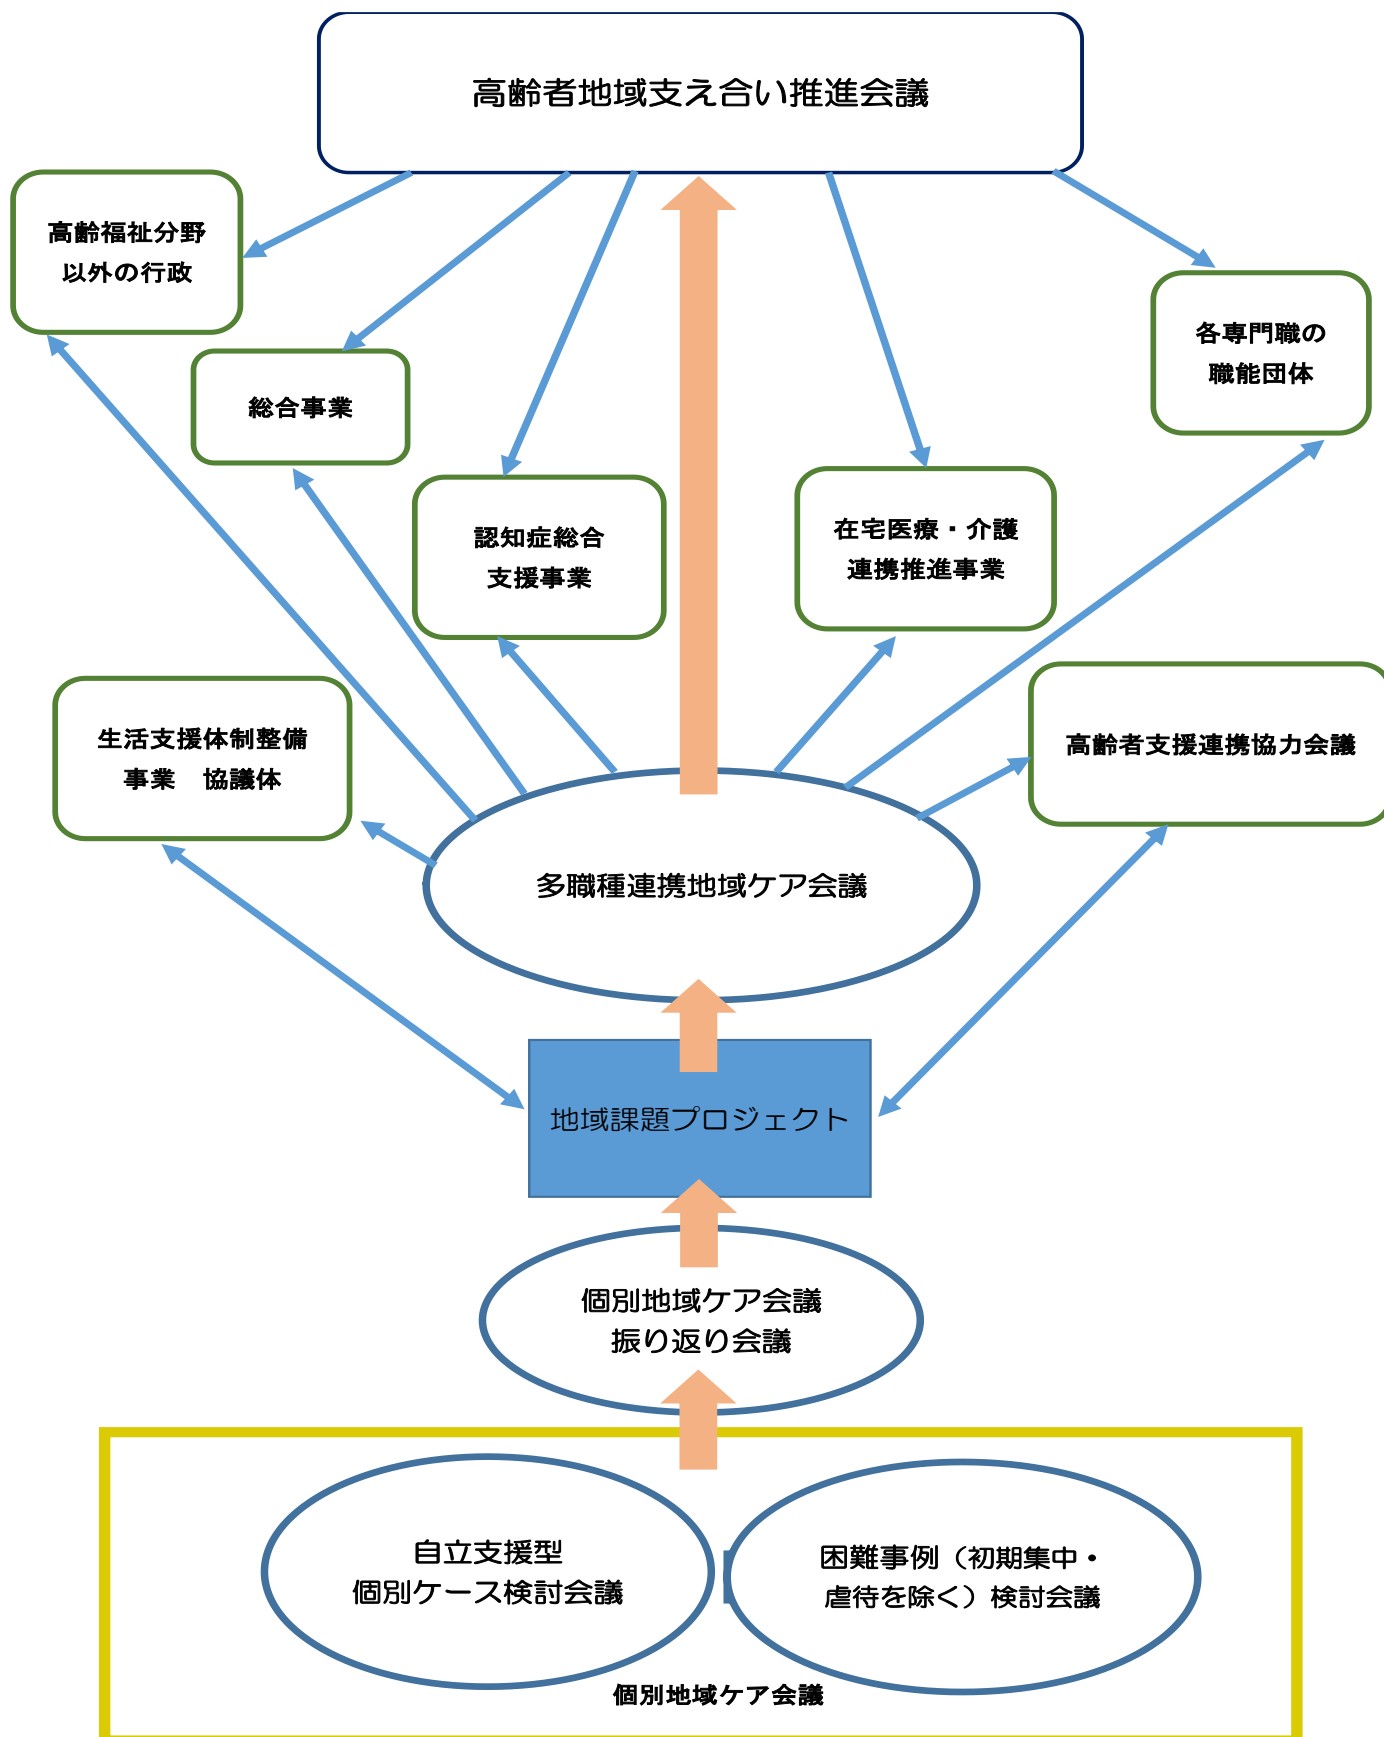 高齢者地域支え合い推進会議
高齢福祉分野
以外の行政
各専門職の
職能団体
総合事業
認知症総合
支援事業
在宅医療・介護
連携推進事業
生活支援体制整備
事業　協議体
高齢者支援連携協力会議
多職種連携地域ケア会議
地域課題プロジェクト
個別地域ケア会議
振り返り会議
自立支援型
個別ケース検討会議
困難事例（初期集中・
虐待を除く）検討会議
個別地域ケア会議